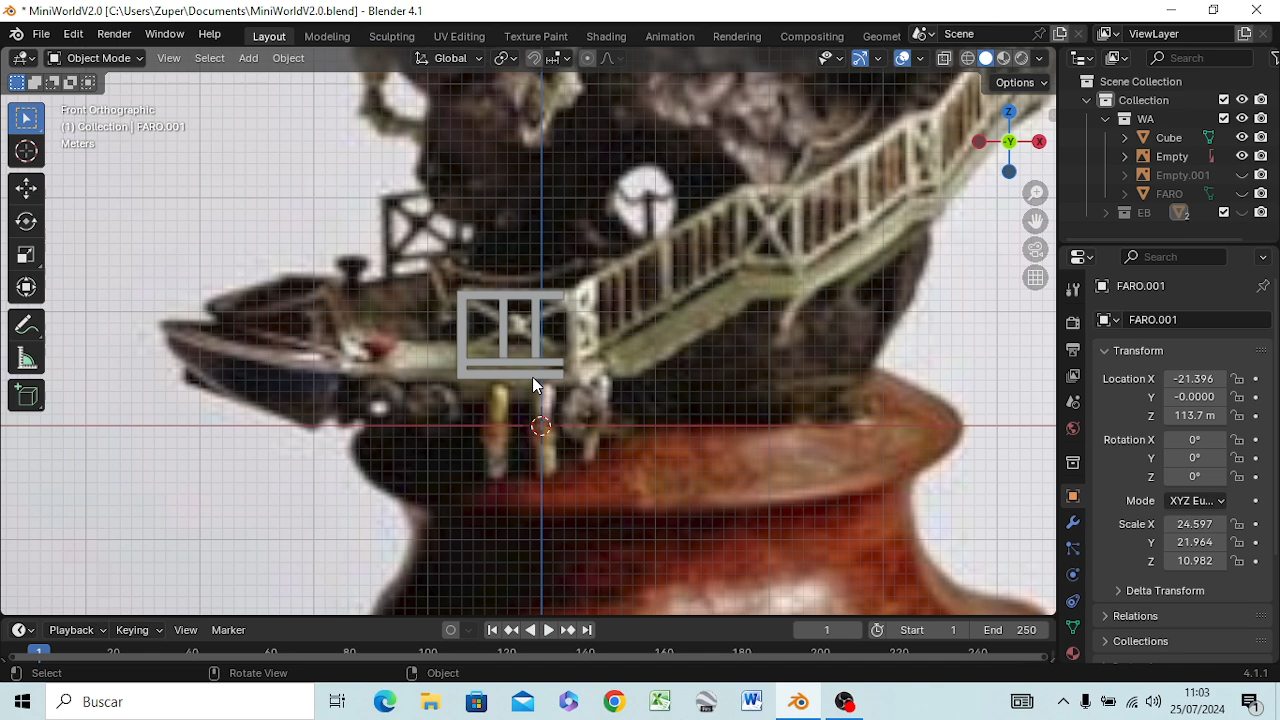 * MiniWorldV2.0 [C:\Users\Zuper\Documents\MiniWorldV2.0.blend] - Blender 4.1
File Edit Render Window Help Layout Modeling Sculpting UV Editing Texture Paint Shading Animation Rendering Compositing Geomet Scene ViewLayer
Object Mode View Select Add Object Global Search
Options
Front Orthographic
(1) Collection | FARO.001
Meters
Z
X
-Y
Scene Collection
Collection
WA
Cube
Empty
Empty.001
FARO
EB
Search
FARO.001
FARO.001
Transform
Location X -21.396
Y -0.0000
Z 113.7 m
Rotation X 0°
Y 0°
Z 0°
Mode XYZ Eu...
Scale X 24.597
Y 21.964
Z 10.982
Delta Transform
Relations
Collections
Playback Keying View Marker 1 Start 1 End 250
1 20 40 60 80 100 120 140 160 180 200 220 240
Select Rotate View Object 4.1.1
Buscar
11:03
25/07/2024
1